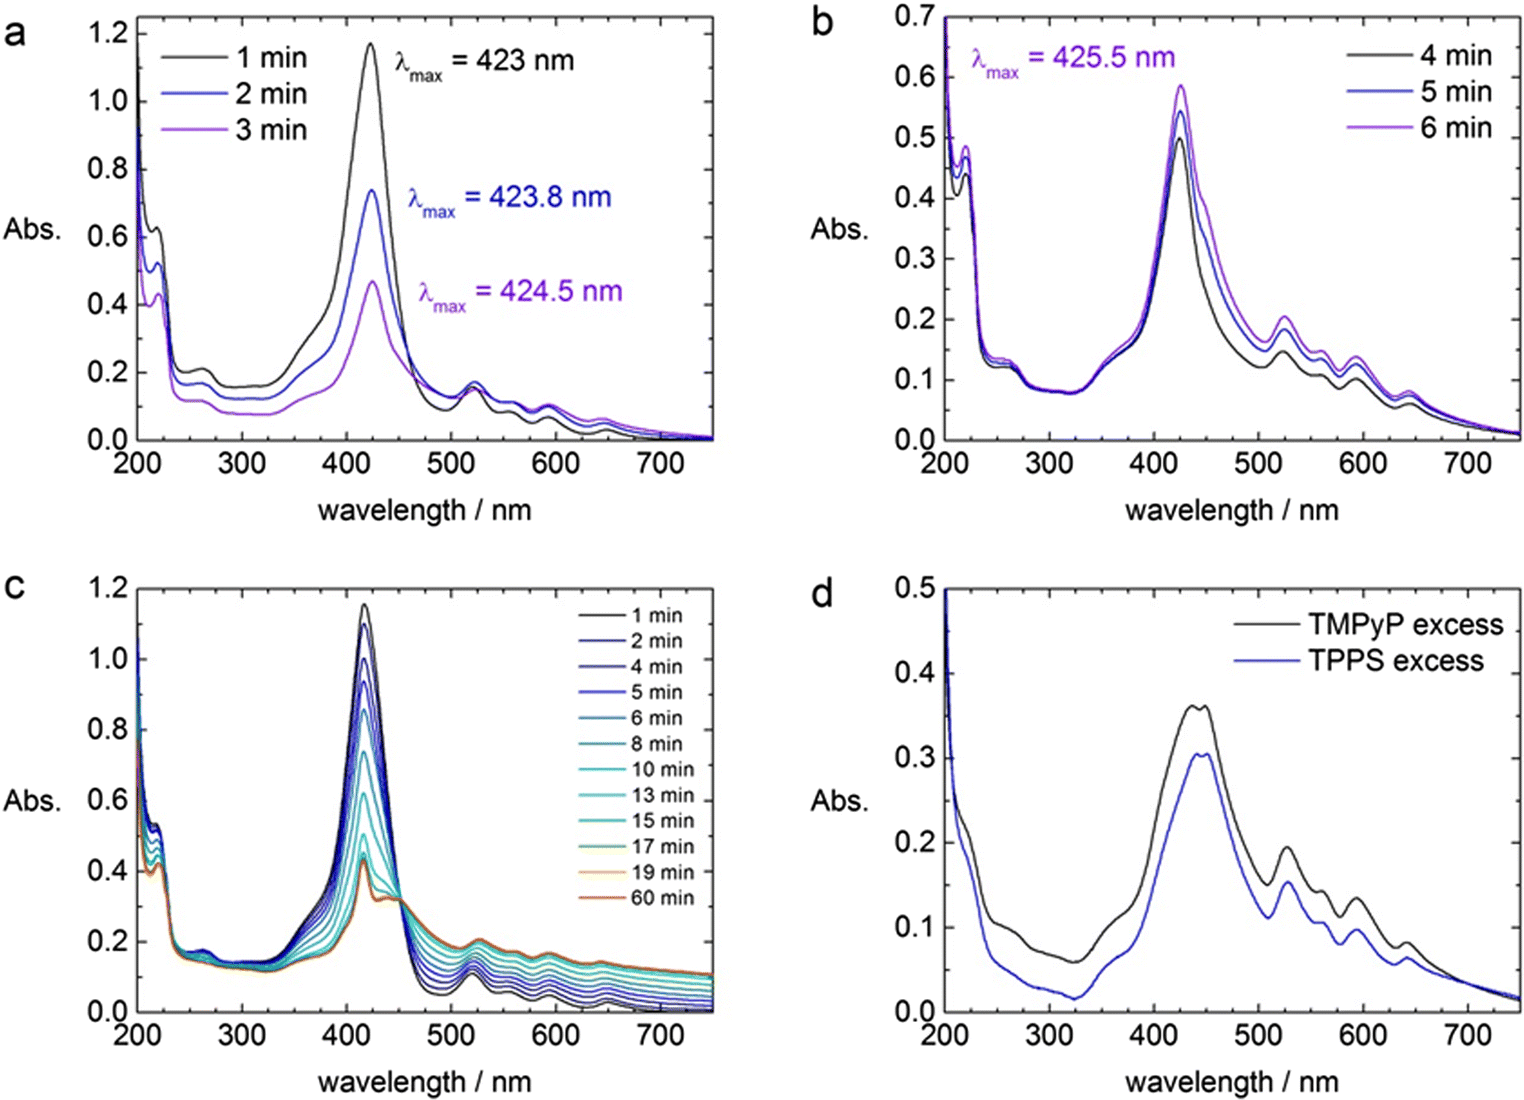 a
1.2
1.0
0.8
0.6
0.4
0.2
0.0
Abs.
1 min
2 min
3 min
λmax = 423 nm
λmax = 423.8 nm
λmax = 424.5 nm
200 300 400 500 600 700
wavelength / nm
b
0.7
0.6
0.5
0.4
0.3
0.2
0.1
0.0
Abs.
λmax = 425.5 nm
4 min
5 min
6 min
200 300 400 500 600 700
wavelength / nm
c
1.2
1.0
0.8
0.6
0.4
0.2
0.0
Abs.
1 min
2 min
4 min
5 min
6 min
8 min
10 min
13 min
15 min
17 min
19 min
60 min
200 300 400 500 600 700
wavelength / nm
d
0.5
0.4
0.3
0.2
0.1
0.0
Abs.
TMPyP excess
TPPS excess
200 300 400 500 600 700
wavelength / nm